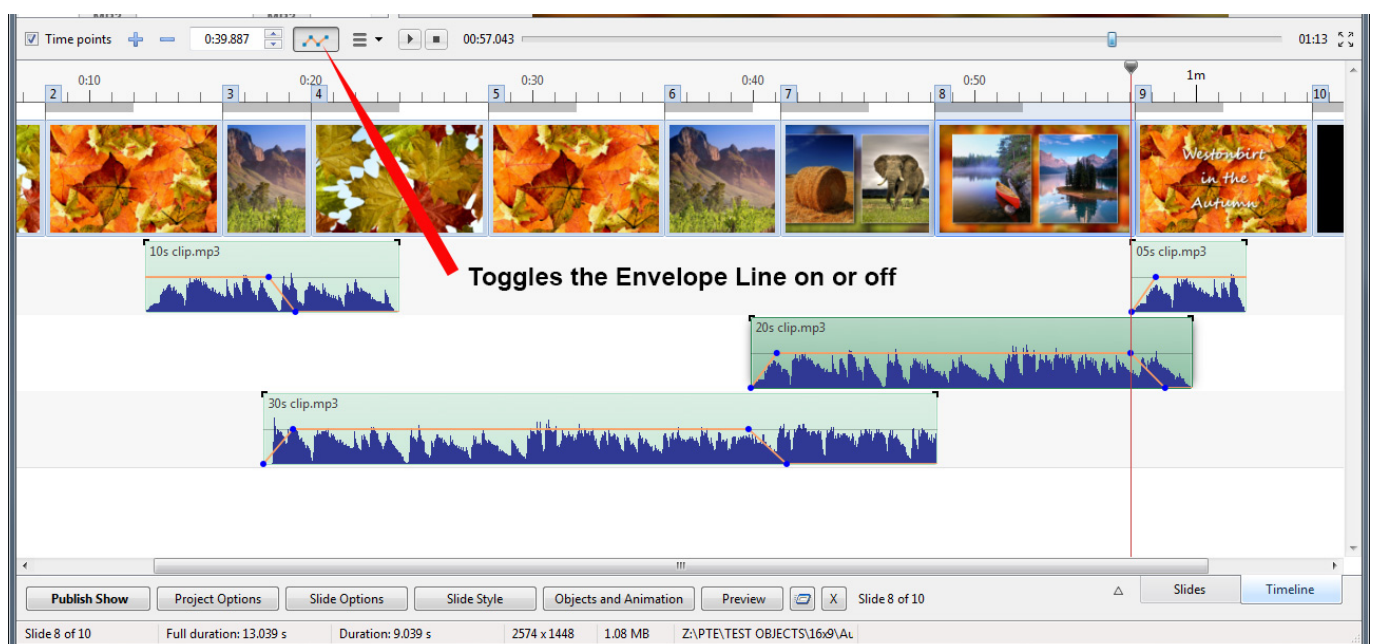 Time points
0:39.887
00:57.043
01:13
0:10
0:20
0:30
0:40
0:50
1m
2
3
4
5
6
7
8
9
10
Westonbirt
in the
Autumn
10s clip.mp3
05s clip.mp3
Toggles the Envelope Line on or off
20s clip.mp3
30s clip.mp3
Publish Show
Project Options
Slide Options
Slide Style
Objects and Animation
Preview
X
Slide 8 of 10
Slides
Timeline
Slide 8 of 10
Full duration: 13.039 s
Duration: 9.039 s
2574 x 1448
1.08 MB
Z:\PTE\TEST OBJECTS\16x9\Au